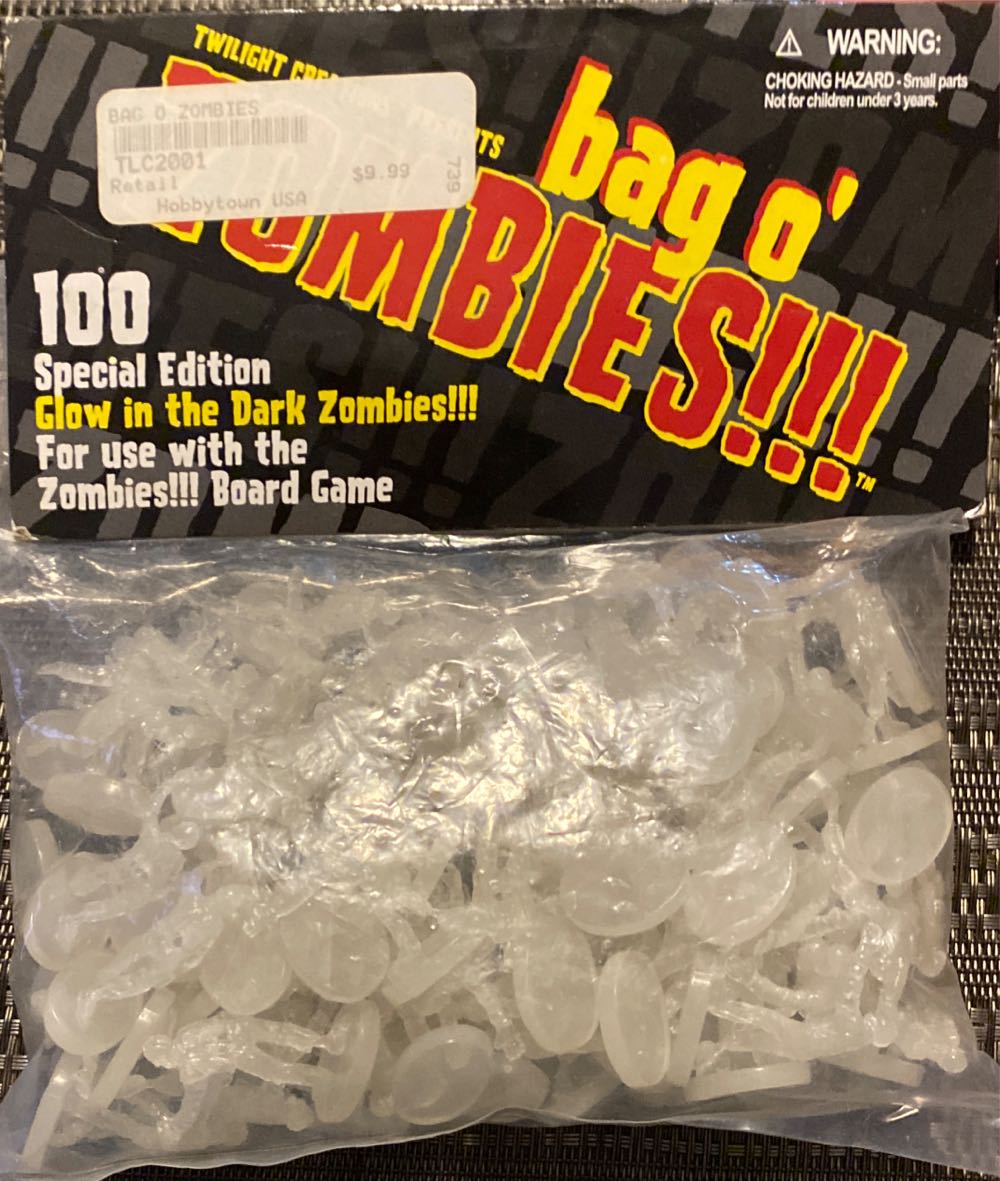 TWILIGHT
bag o'
ZOMBIES!!!
TM
BAG O ZOMBIES
TLC2001
Retail
$9.99
739
Hobbytown USA
WARNING:
CHOKING HAZARD - Small parts
Not for children under 3 years.
100
Special Edition
Glow in the Dark Zombies!!!
For use with the
Zombies!!! Board Game